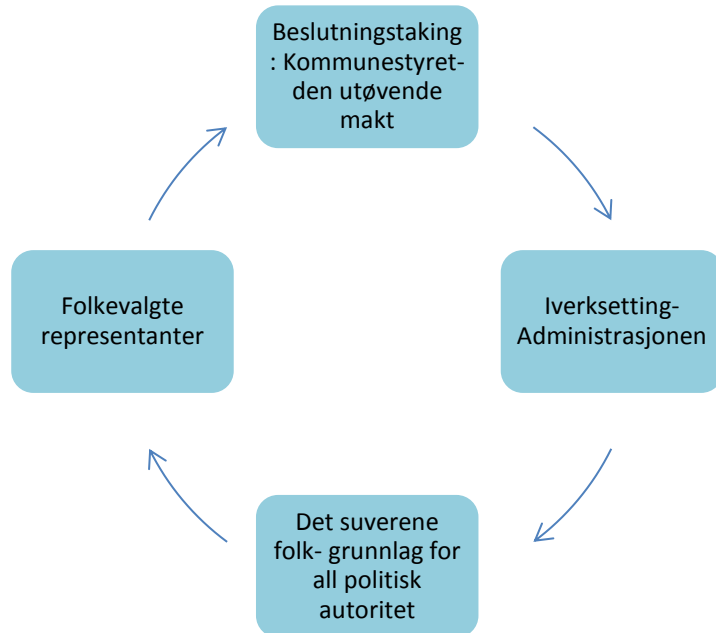 Beslutningstaking
: Kommunestyret-
den utøvende
makt
Folkevalgte
representanter
Iverksetting-
Administrasjonen
Det suverene
folk- grunnlag for
all politisk
autoritet